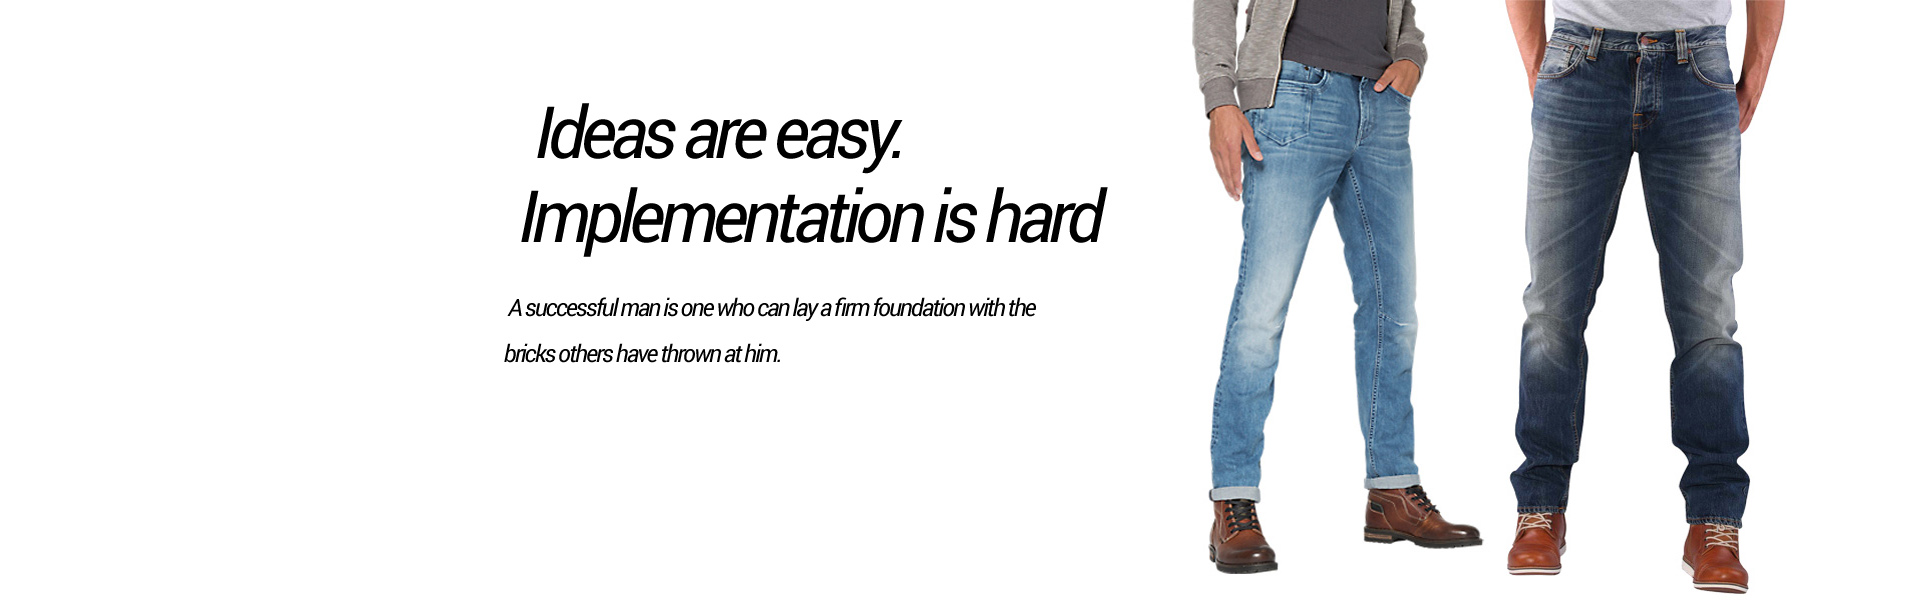 Ideas are easy.
Implementation is hard
A successful man is one who can lay a firm foundation with the
bricks others have thrown at him.